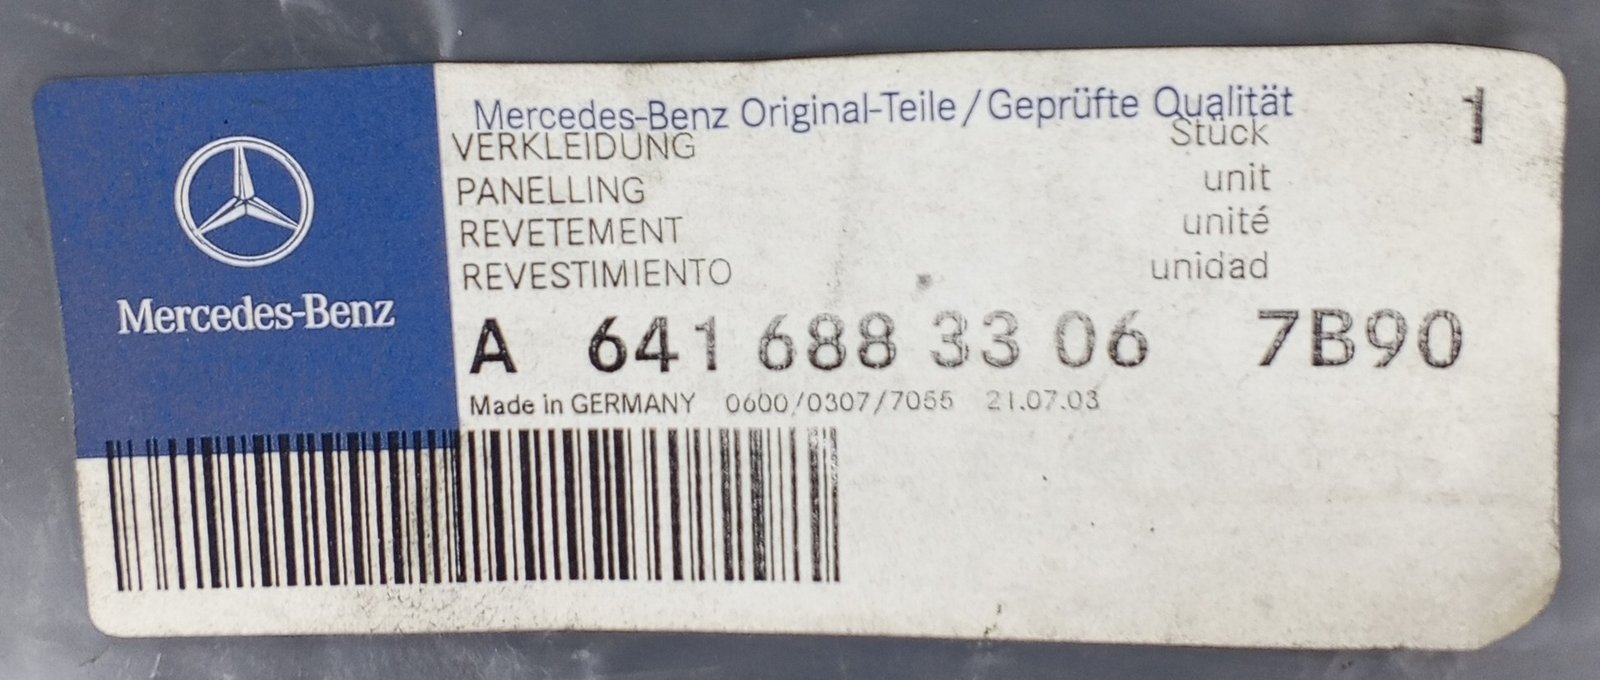 Mercedes-Benz
Mercedes-Benz Original-Teile/Geprüfte Qualität
VERKLEIDUNG Stück 1
PANELLING unit
REVETEMENT unité
REVESTIMIENTO unidad
A 641 688 33 06 7B90
Made in GERMANY 0600/0307/7055 21.07.03